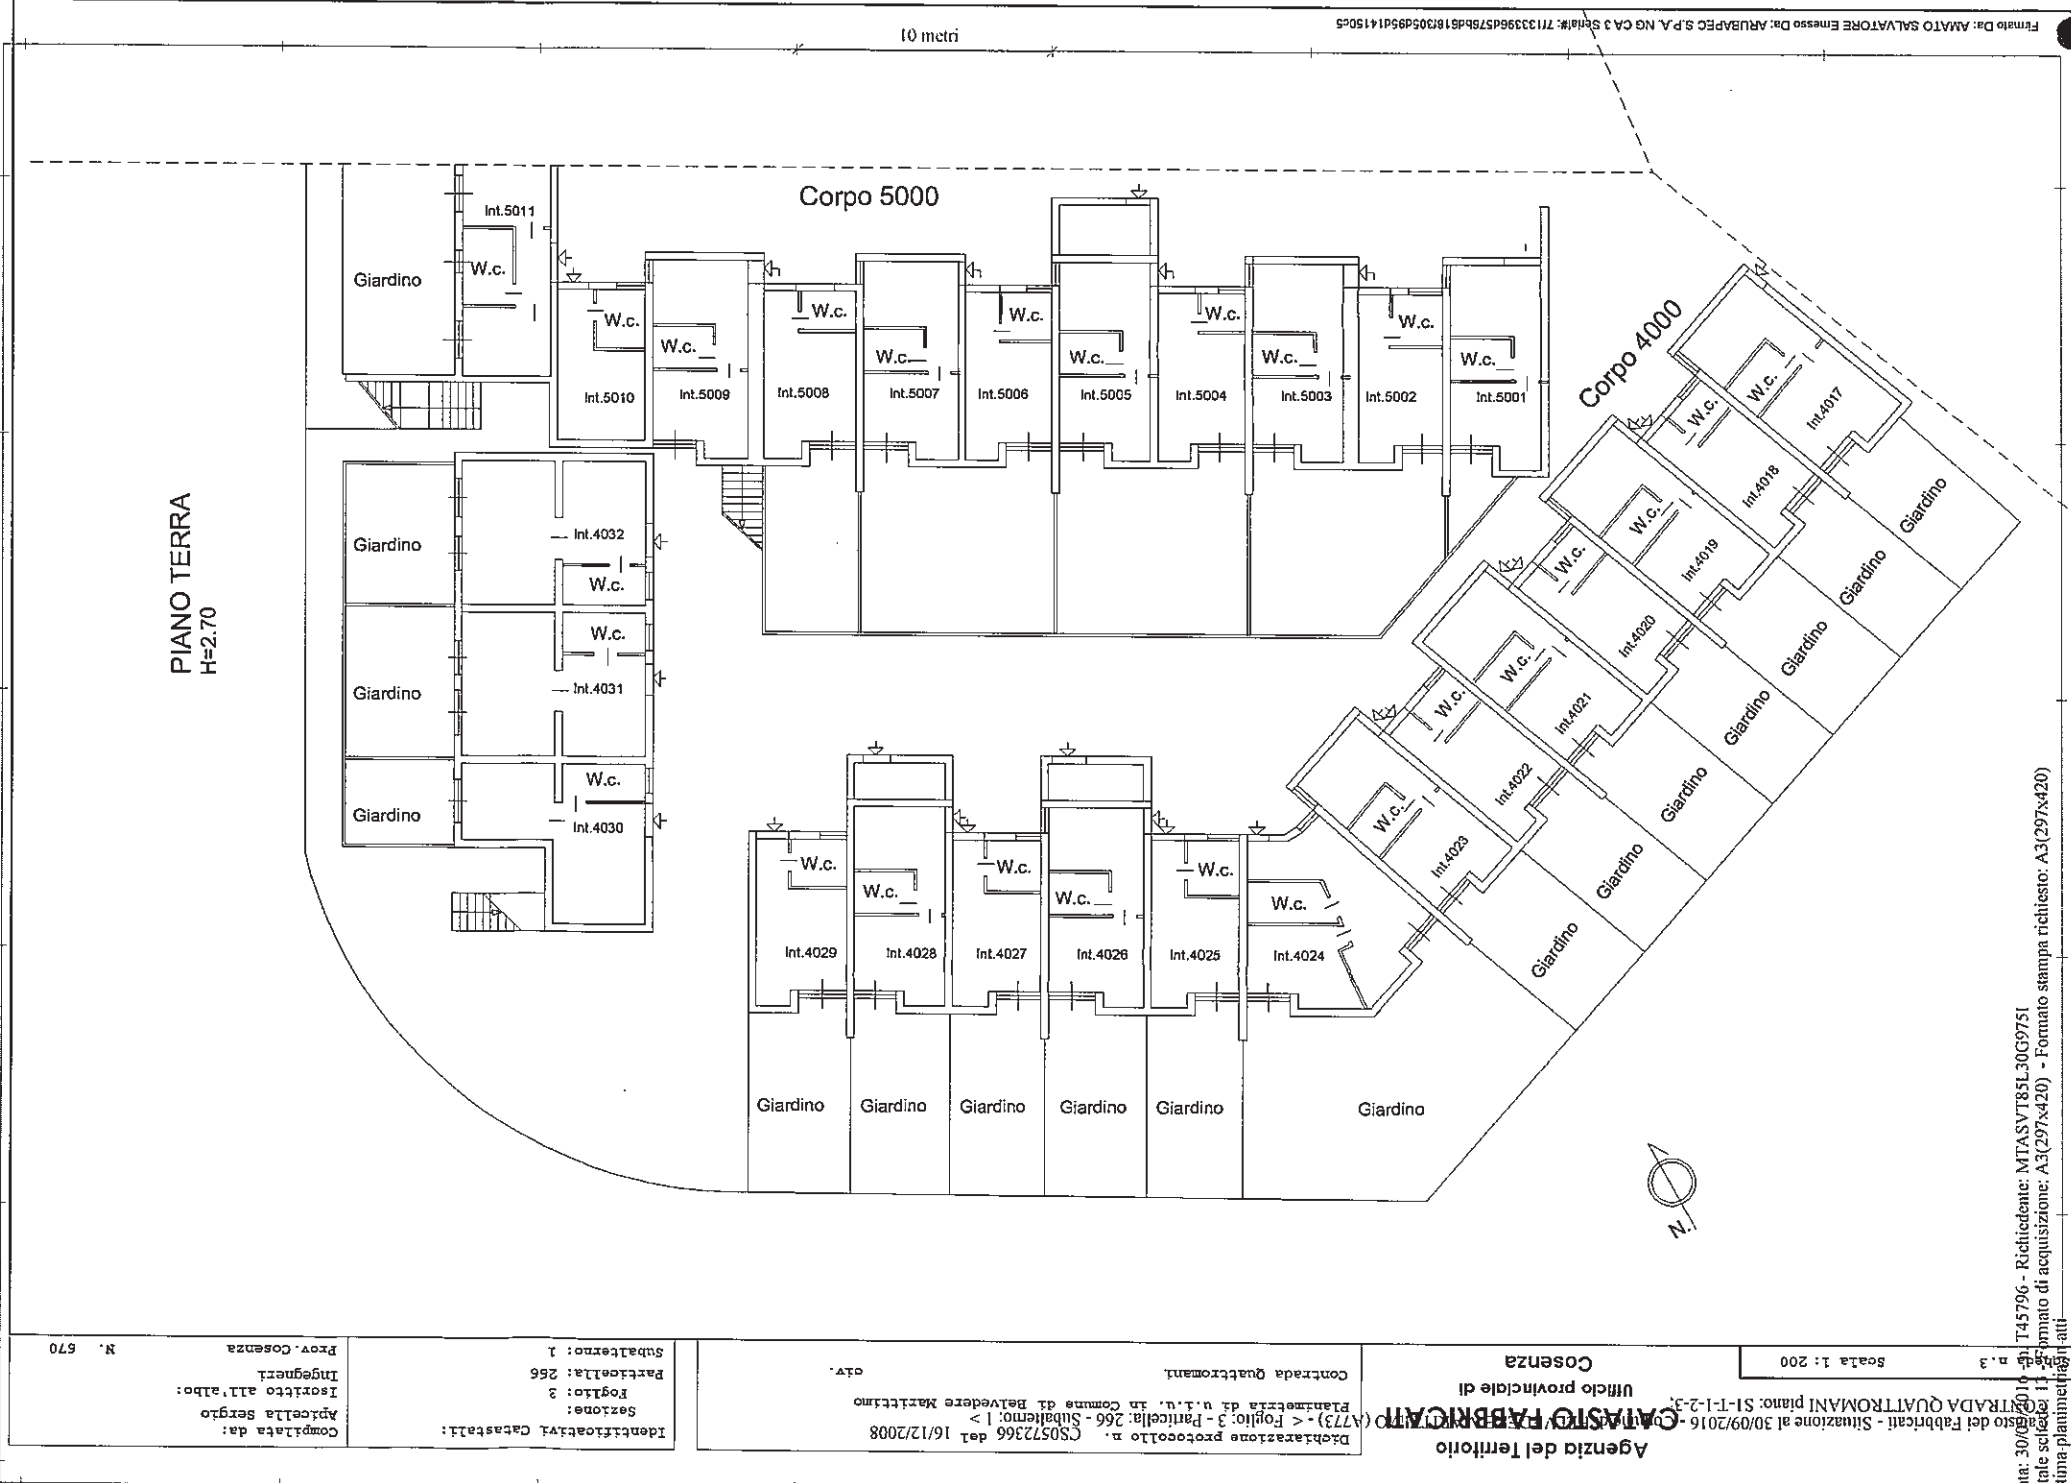 Firmato Da: AMATO SALVATORE Emesso Da: ARUBAPEC S.P.A. NG CA 3 Serial#:
10 metri
Corpo 5000
Int.5011
W.c.
Giardino
W.c.
W.c.
W.c.
W.c.
W.c.
W.c.
W.c.
W.c.
W.c.
W.c.
Int.5010
Int.5009
Int.5008
Int.5007
Int.5006
Int.5005
Int.5004
Int.5003
Int.5002
Int.5001
Corpo 4000
W.c.
Int.4017
W.c.
Int.4018
W.c.
Int.4019
W.c.
Int.4020
W.c.
Int.4021
W.c.
Int.4022
W.c.
Int.4023
Giardino
Giardino
Giardino
Giardino
Giardino
Giardino
Giardino
PIANO TERRA
H=2.70
Giardino
Int.4032
W.c.
W.c.
Giardino
Int.4031
W.c.
Giardino
Int.4030
W.c.
W.c.
W.c.
W.c.
W.c.
W.c.
Int.4029
Int.4028
Int.4027
Int.4026
Int.4025
Int.4024
Giardino
Giardino
Giardino
Giardino
Giardino
Giardino
N.
Agenzia del Territorio
CATASTO FABBRICATI
Ufficio provinciale di
Cosenza
Scheda n.3
Scala 1: 200
Dichiarazione protocollo n. CS0572366 del 16/12/2008
Planimetria di u.i.u. in Comune di Belvedere Marittimo
Contrada Quattromani
civ.
Identificativi Catastali:
Sezione:
Foglio: 3
Particella: 266
Subalterno: 1
Compilata da:
Apicella Sergio
Iscritto all'albo:
Ingegneri
Prov. Cosenza
N. 670
Catasto dei Fabbricati - Situazione al 30/09/2016 - (A773) - < Foglio: 3 - Particella: 266 - Subalterno: 1 >
CONTRADA QUATTROMANI piano: S1-T-1-2-3;
30/09/2016 - n. T45796 - Richiedente: MTASVT85L30G975I
schede: 13 - Formato di acquisizione: A3(297x420) - Formato stampa richiesto: A3(297x420)